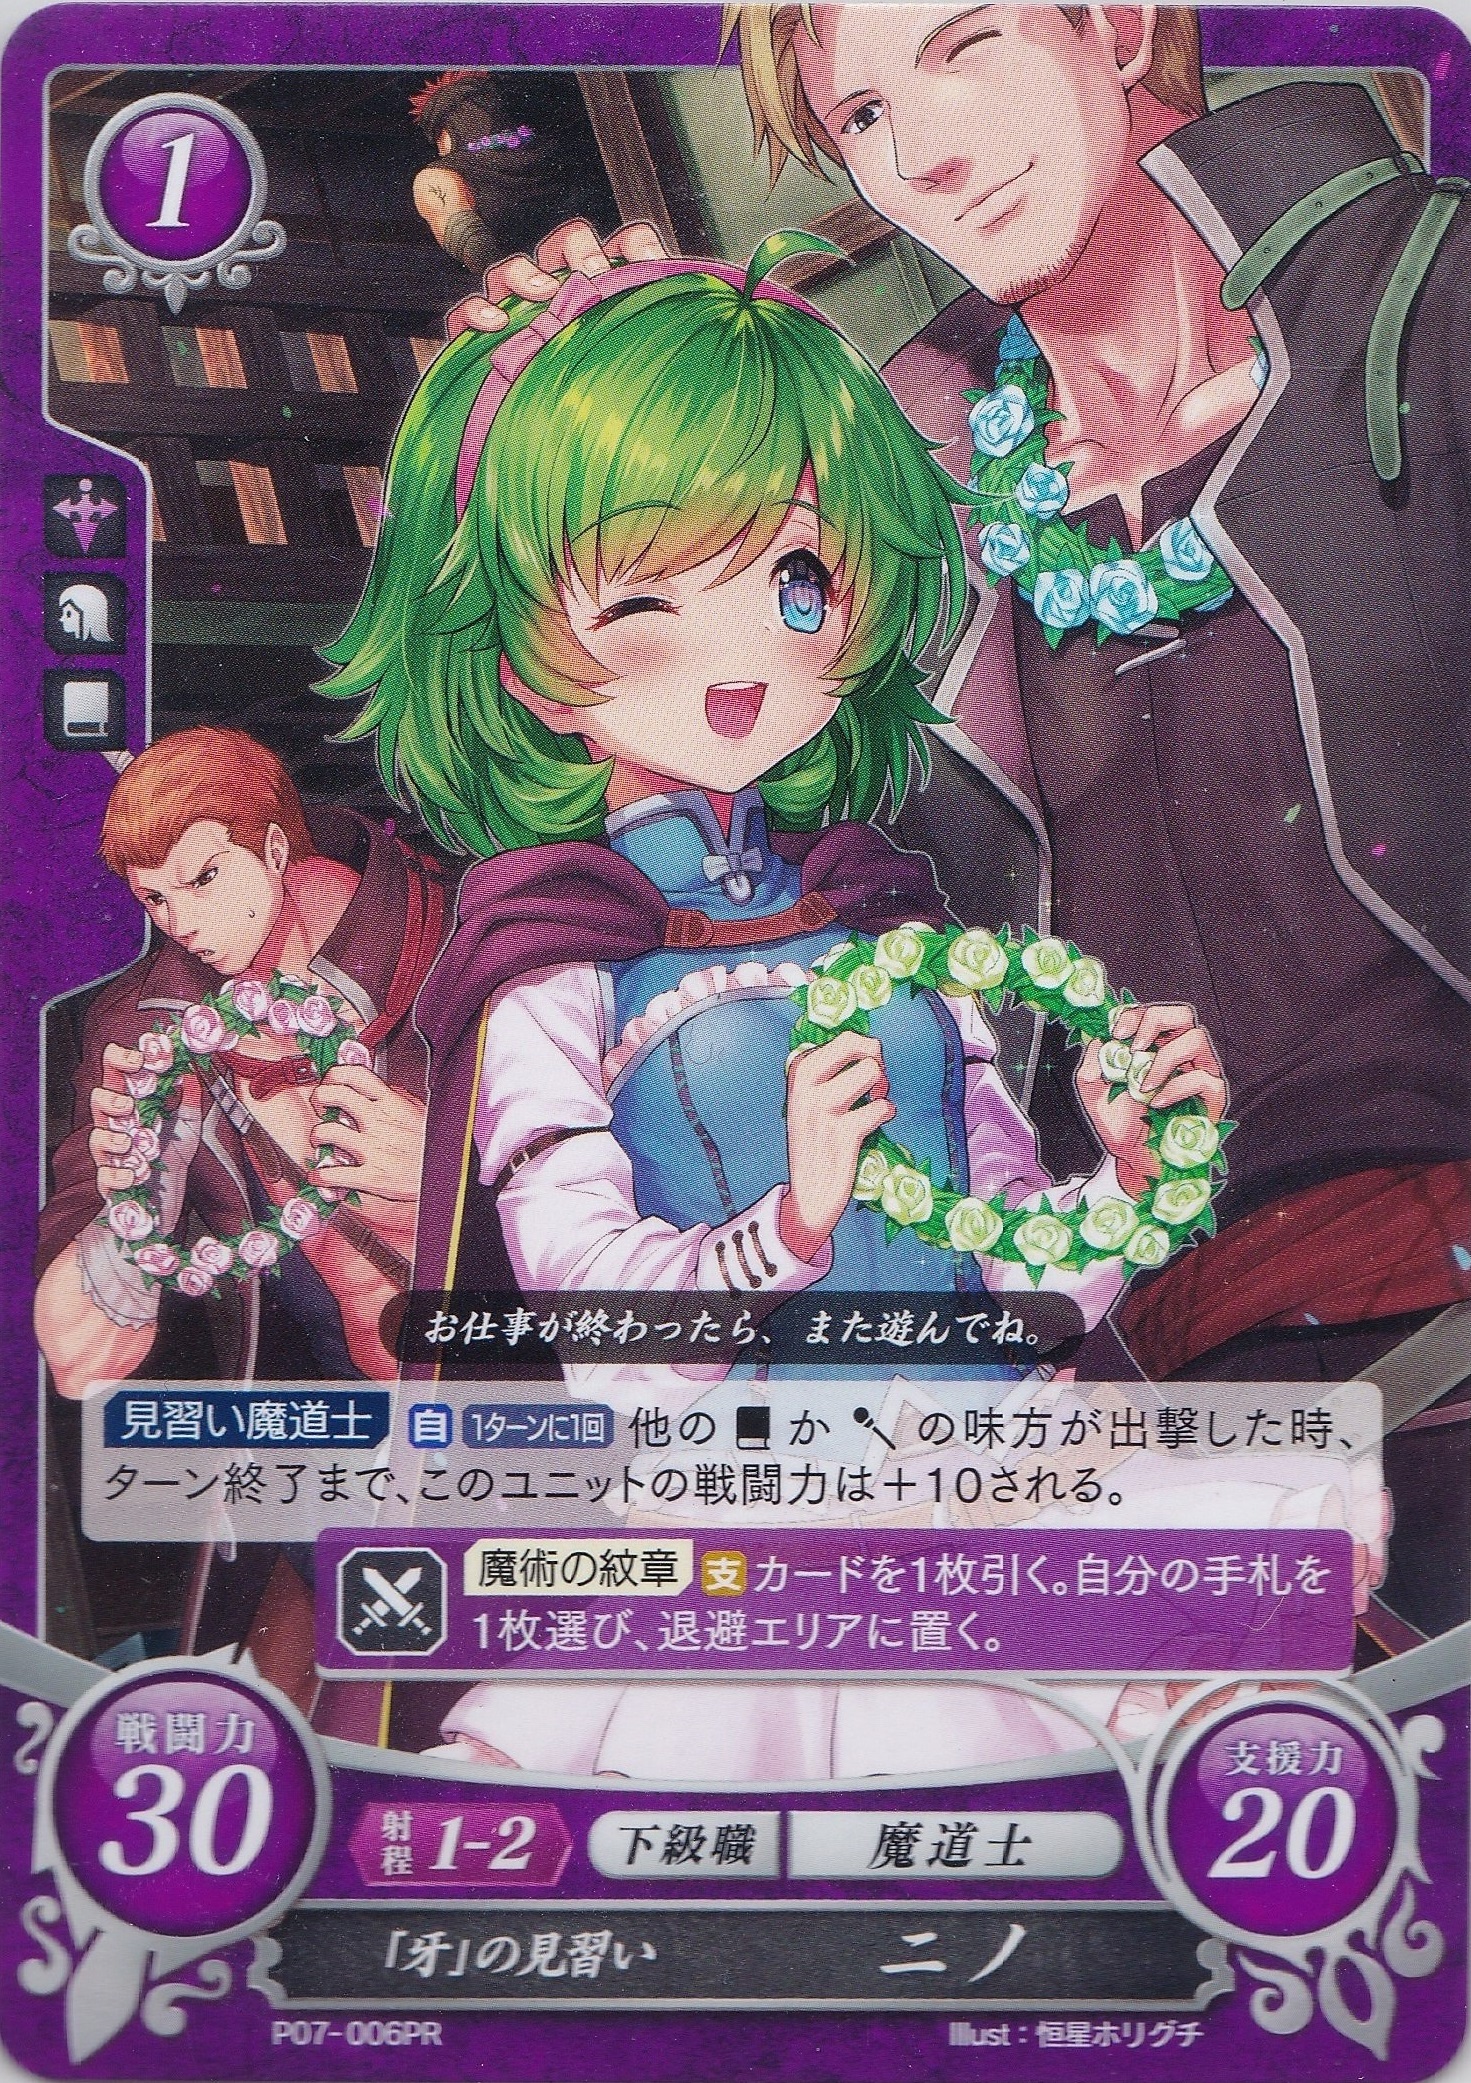 1
お仕事が終わったら、また遊んでね。
見習い魔道士 自 1ターンに1回 他の か の味方が出撃した時、
ターン終了まで、このユニットの戦闘力は+10される。
魔術の紋章 支 カードを1枚引く。自分の手札を
1枚選び、退避エリアに置く。
戦闘力
30
射程 1-2
下級職 魔道士
支援力
20
「牙」の見習い ニノ
P07-006PR
Illust:恒星ホリグチ